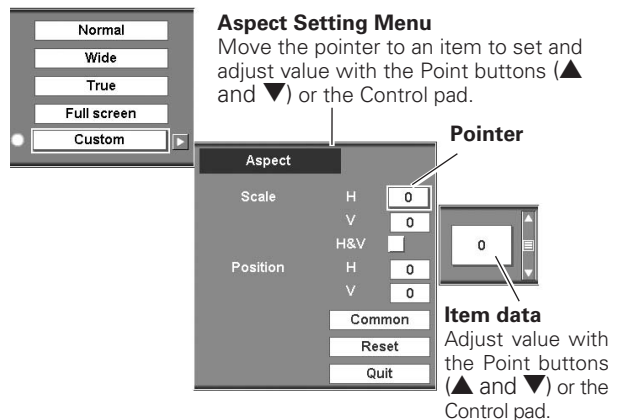 Normal
Wide
True
Full screen
Custom
Aspect Setting Menu
Move the pointer to an item to set and
adjust value with the Point buttons (▲
and ▼) or the Control pad.
Pointer
Aspect
Scale H 0
V 0
H&V
Position H 0
V 0
Common
Reset
Quit
0
Item data
Adjust value with
the Point buttons
(▲ and ▼) or the
Control pad.